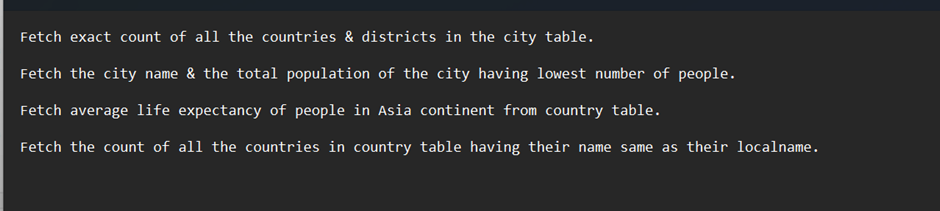 Fetch exact count of all the countries & districts in the city table.
Fetch the city name & the total population of the city having lowest number of people.
Fetch average life expectancy of people in Asia continent from country table.
Fetch the count of all the countries in country table having their name same as their localname.